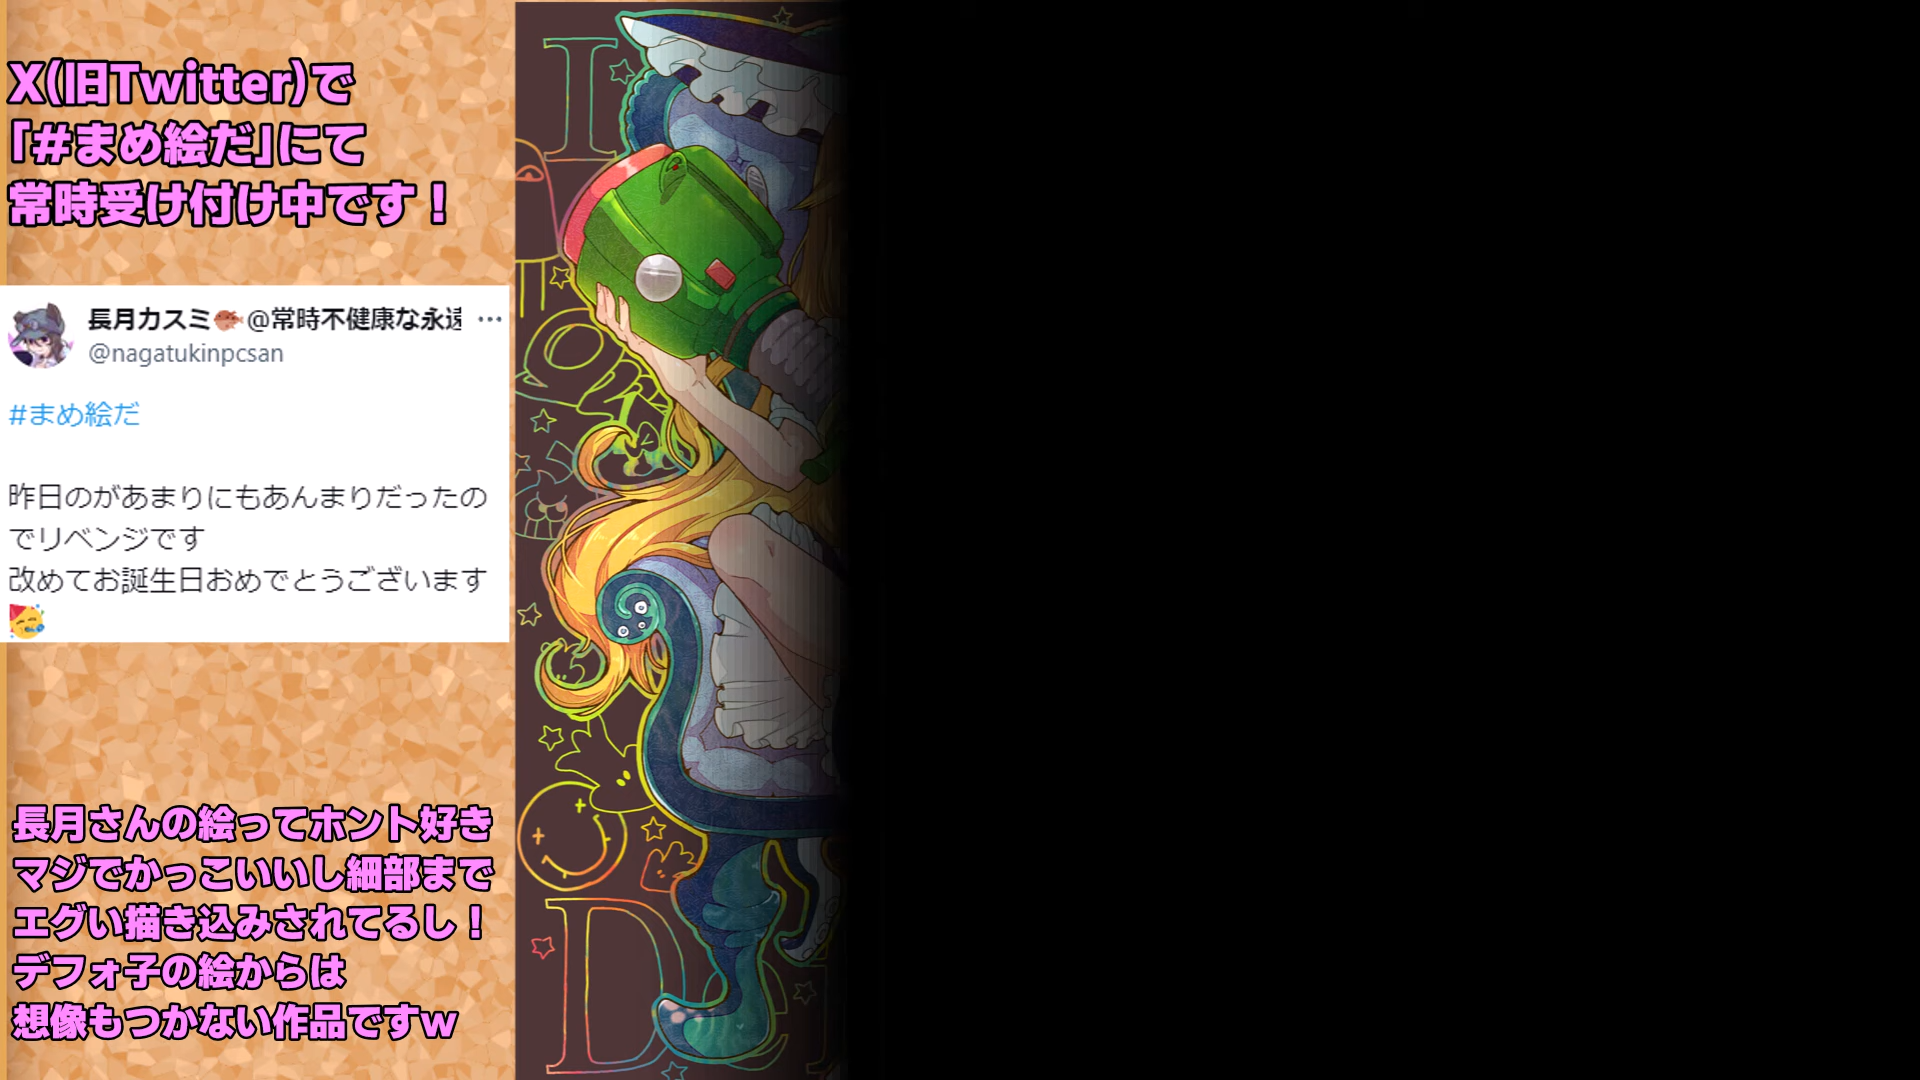 X(旧Twitter)で
「#まめ絵だ」にて
常時受け付け中です！
長月カスミ🐡@常時不健康な永遠 …
@nagatukinpcsan
#まめ絵だ
昨日のがあまりにもあんまりだったの
でリベンジです
改めてお誕生日おめでとうございます
🥳
長月さんの絵ってホント好き
マジでかっこいいし細部まで
エグい描き込みされてるし！
デフォ子の絵からは
想像もつかない作品ですw